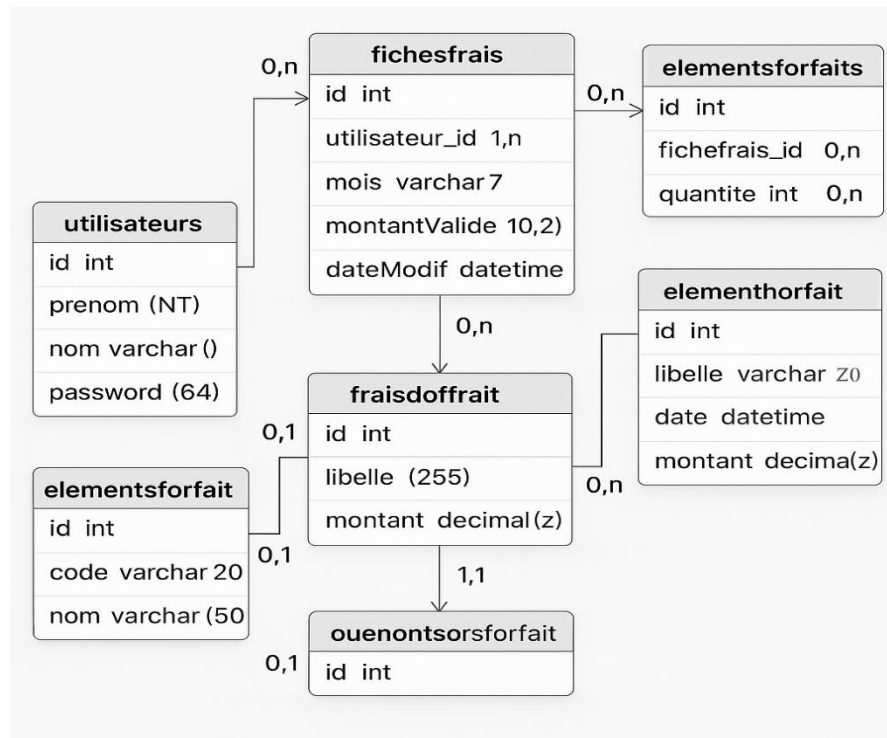 fichesfrais
id int
utilisateur_id 1,n
mois varchar 7
montantValide 10,2)
dateModif datetime
0,n
0,n
elementsforfaits
id int
fichefrais_id 0,n
quantite int 0,n
utilisateurs
id int
prenom (NT)
nom varchar ()
password (64)
0,n
elementhorfait
id int
libelle varchar Z0
date datetime
montant decima(z)
fraisdoffrait
id int
libelle (255)
montant decimal(z)
0,1
0,n
elementsforfait
id int
code varchar 20
nom varchar (50
0,1
1,1
ouenontsorsforfait
id int
0,1